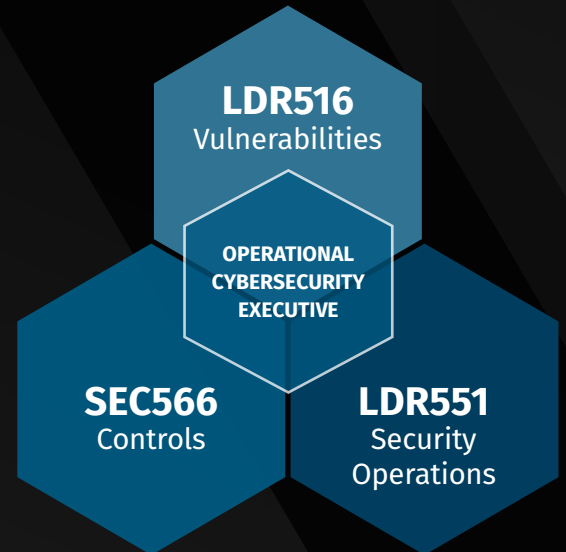 LDR516
Vulnerabilities
OPERATIONAL
CYBERSECURITY
EXECUTIVE
SEC566
Controls
LDR551
Security
Operations